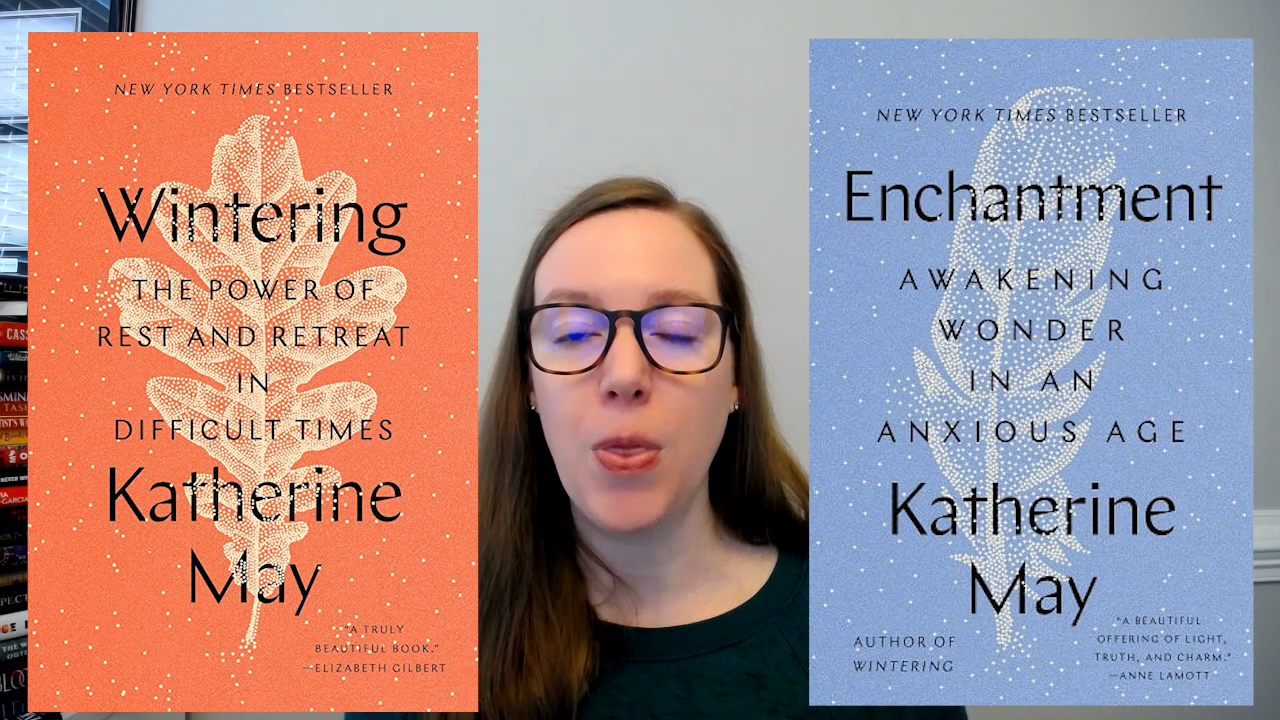 NEW YORK TIMES BESTSELLER
Wintering
THE POWER OF
REST AND RETREAT
IN
DIFFICULT TIMES
Katherine
May
"A TRULY
BEAUTIFUL BOOK."
—ELIZABETH GILBERT
NEW YORK TIMES BESTSELLER
Enchantment
AWAKENING
WONDER
IN AN
ANXIOUS AGE
Katherine
May
AUTHOR OF
WINTERING
"A BEAUTIFUL
OFFERING OF LIGHT,
TRUTH, AND CHARM."
—ANNE LAMOTT